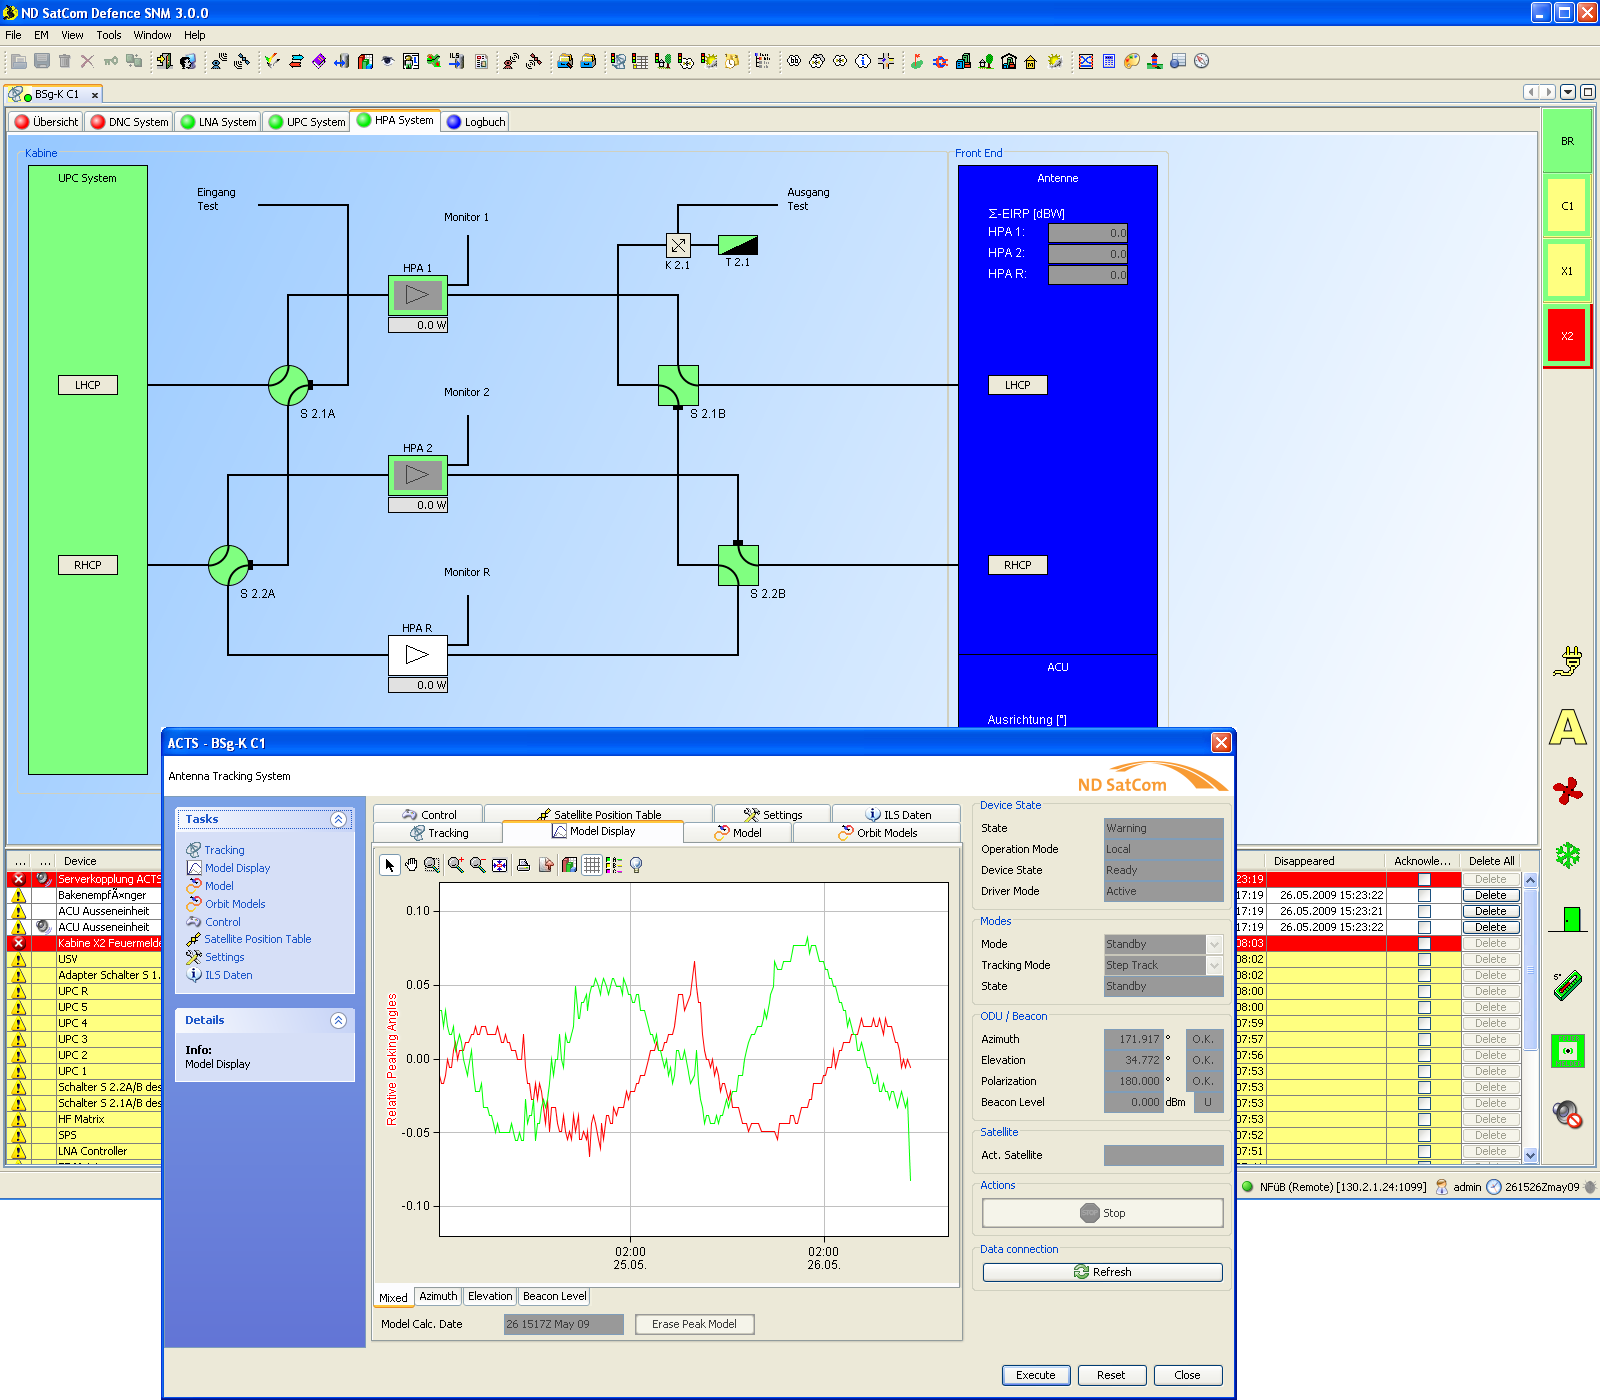 ND SatCom Defence SNM 3.0.0
File EM View Tools Window Help
BSg-K C1
Übersicht DNC System LNA System UPC System HPA System Logbuch
Kabine
Front End
UPC System
Eingang
Test
Monitor 1
Ausgang
Test
K 2.1
T 2.1
HPA 1
0.0 W
LHCP
S 2.1A
S 2.1B
Monitor 2
HPA 2
0.0 W
RHCP
S 2.2A
S 2.2B
Monitor R
HPA R
0.0 W
Antenne
Σ-EIRP [dBW]
HPA 1: 0.0
HPA 2: 0.0
HPA R: 0.0
LHCP
RHCP
ACU
Ausrichtung [°]
BR
C1
X1
X2
A
... ... Device
Serverkopplung ACTS
BakenempfÃ¤nger
ACU Ausseneinheit
ACU Ausseneinheit
Kabine X2 Feuermelde
USV
Adapter Schalter S 1.
UPC R
UPC 5
UPC 4
UPC 3
UPC 2
UPC 1
Schalter S 2.2A/B des
Schalter S 2.1A/B des
HF Matrix
SPS
LNA Controller
ACTS - BSg-K C1
Antenna Tracking System
ND SatCom
Tasks
Tracking
Model Display
Model
Orbit Models
Control
Satellite Position Table
Settings
ILS Daten
Details
Info:
Model Display
Control Satellite Position Table Settings ILS Daten
Tracking Model Display Model Orbit Models
Relative Peaking Angles
0.10
0.05
0.00
-0.05
-0.10
02:00 02:00
25.05. 26.05.
Mixed Azimuth Elevation Beacon Level
Model Calc. Date 26 1517Z May 09 Erase Peak Model
Device State
State Warning
Operation Mode Local
Device State Ready
Driver Mode Active
Modes
Mode Standby
Tracking Mode Step Track
State Standby
ODU / Beacon
Azimuth 171.917 ° O.K.
Elevation 34.772 ° O.K.
Polarization 180.000 ° O.K.
Beacon Level 0.000 dBm U
Satellite
Act. Satellite
Actions
STOP Stop
Data connection
Refresh
Execute Reset Close
Disappeared Acknowle... Delete All
23:19 Delete
17:19 26.05.2009 15:23:22 Delete
17:19 26.05.2009 15:23:21 Delete
17:19 26.05.2009 15:23:22 Delete
08:03 Delete
08:02 Delete
08:02 Delete
08:00 Delete
08:00 Delete
07:59 Delete
07:57 Delete
07:56 Delete
07:53 Delete
07:53 Delete
07:53 Delete
07:53 Delete
07:52 Delete
07:51 Delete
NFüB (Remote) [130.2.1.24:1099] admin 261526Zmay09